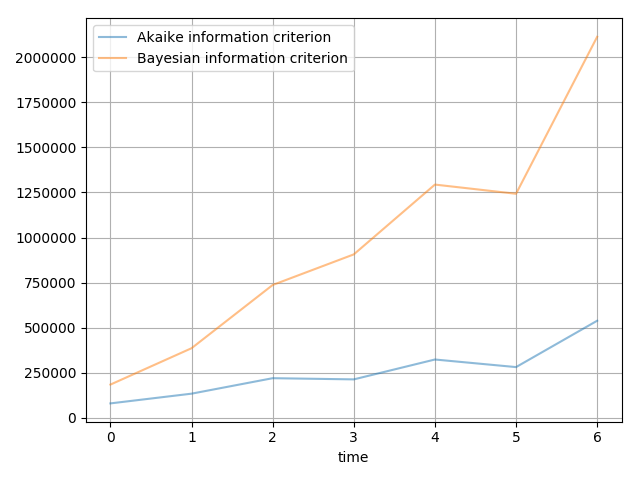 Akaike information criterion
Bayesian information criterion
2000000
1750000
1500000
1250000
1000000
750000
500000
250000
0
0 1 2 3 4 5 6
time